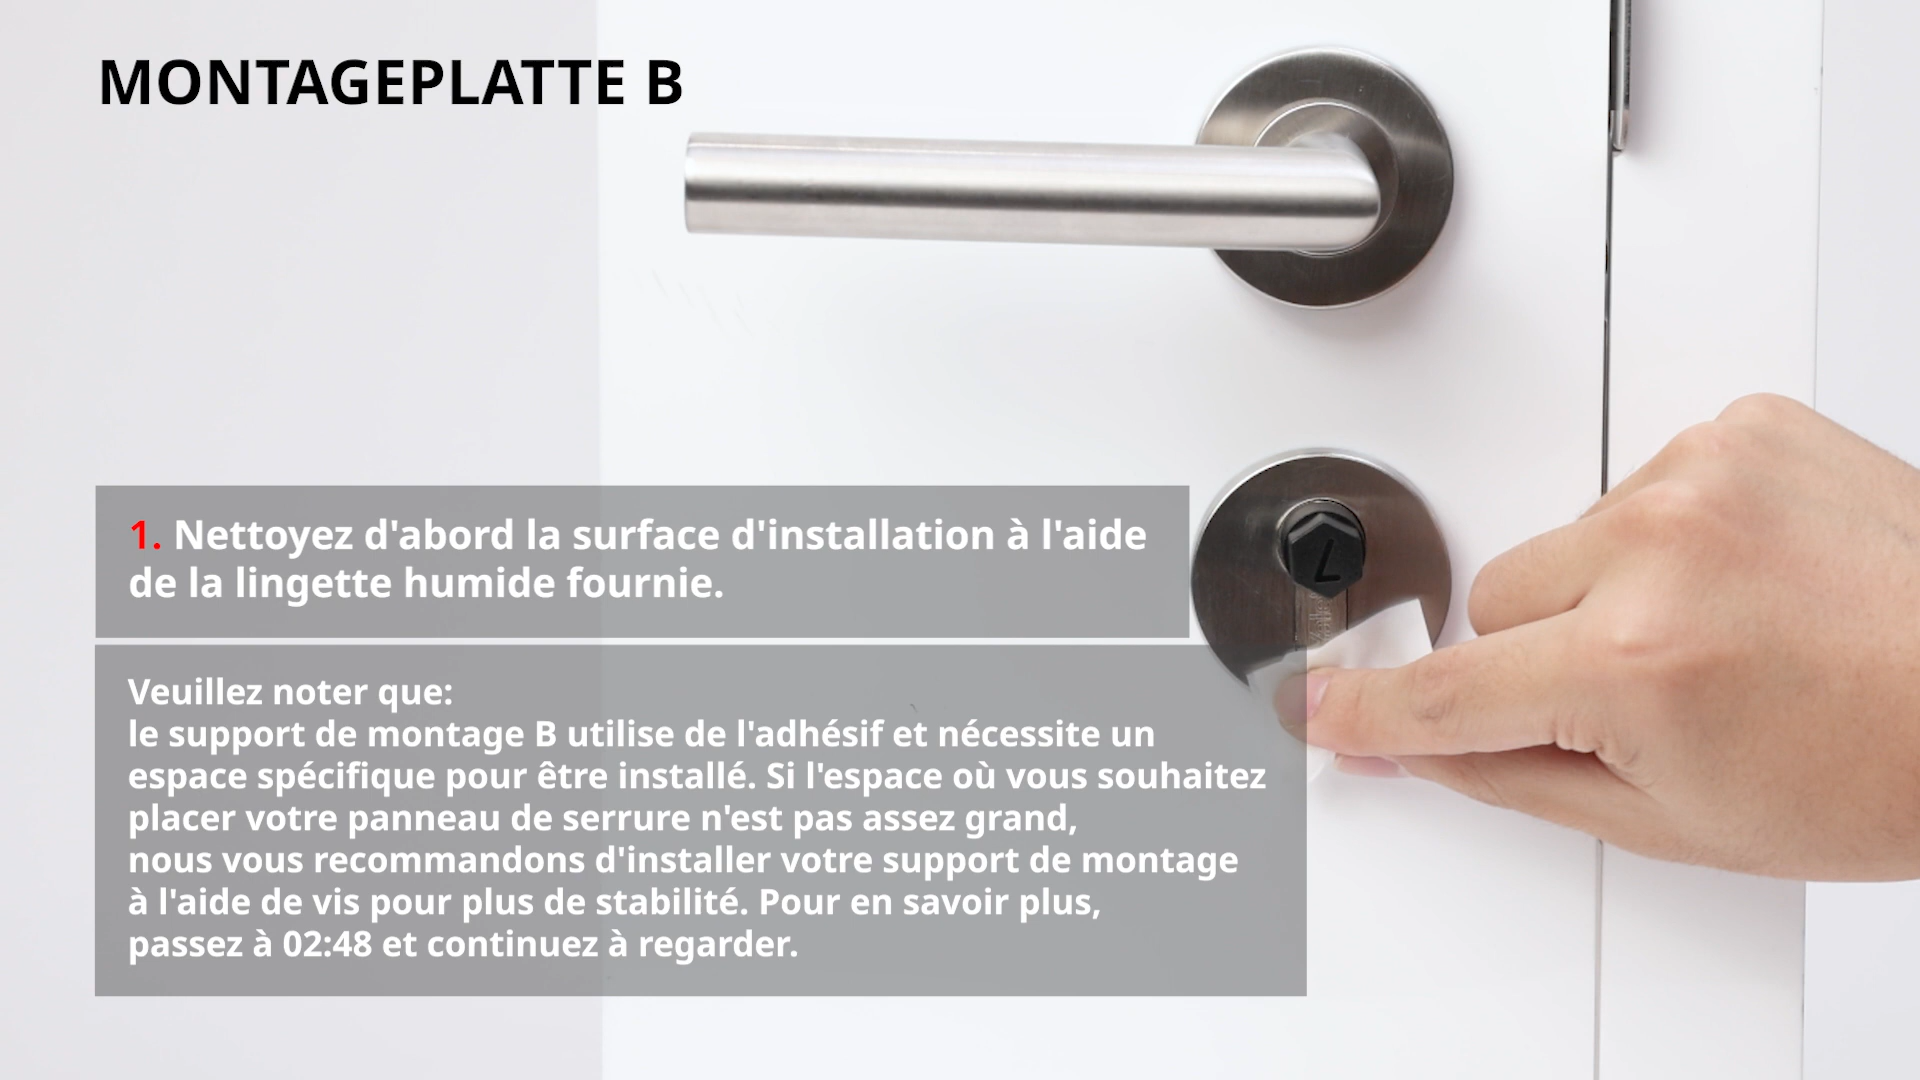 MONTAGEPLATTE B
1. Nettoyez d'abord la surface d'installation à l'aide
de la lingette humide fournie.
Veuillez noter que:
le support de montage B utilise de l'adhésif et nécessite un
espace spécifique pour être installé. Si l'espace où vous souhaitez
placer votre panneau de serrure n'est pas assez grand,
nous vous recommandons d'installer votre support de montage
à l'aide de vis pour plus de stabilité. Pour en savoir plus,
passez à 02:48 et continuez à regarder.